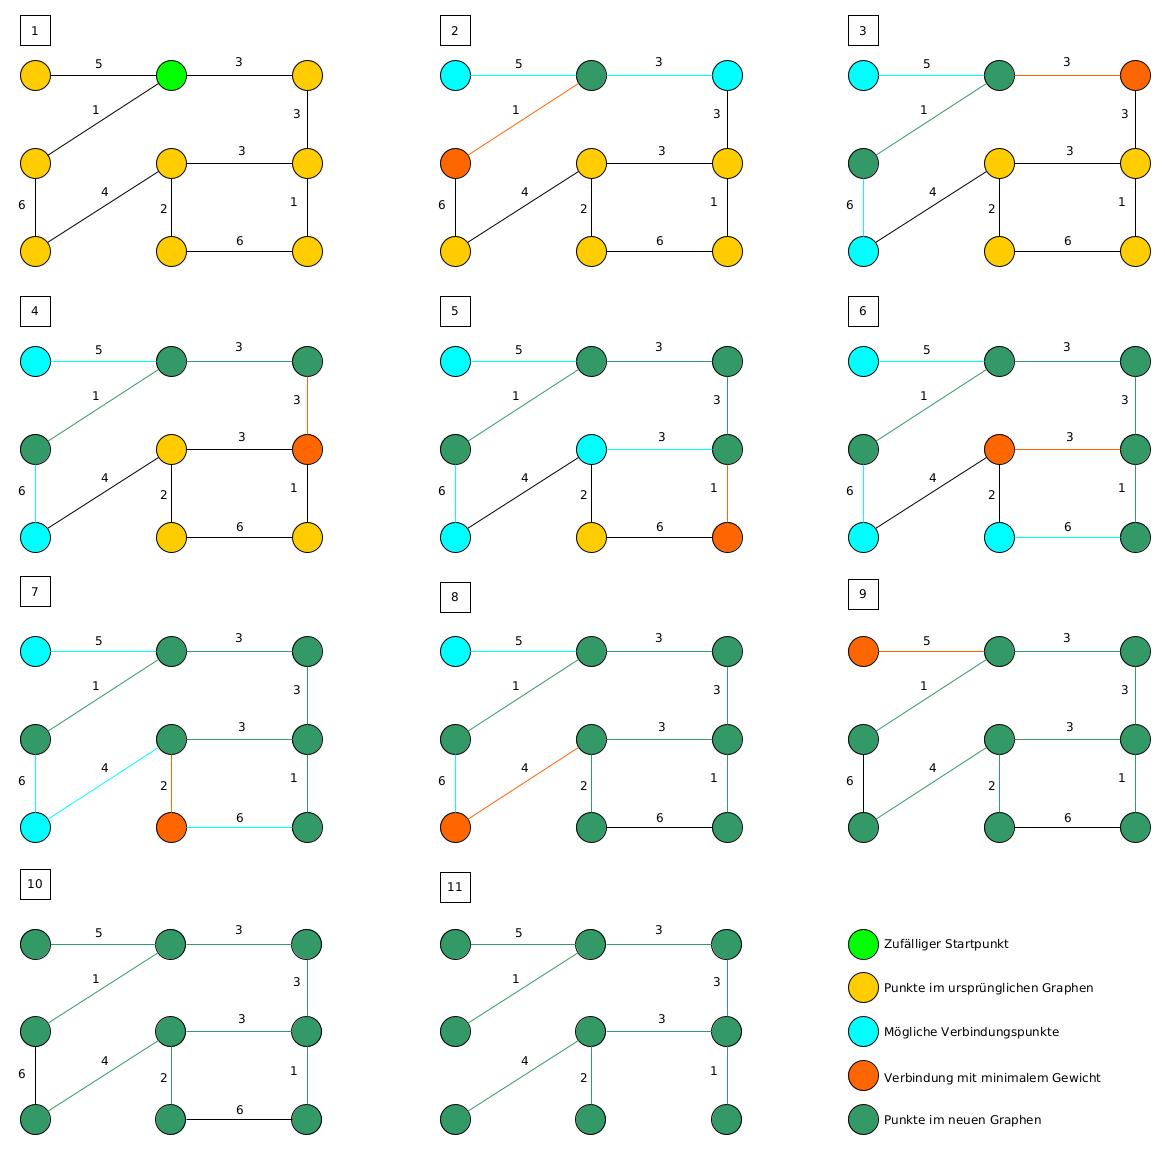 1 2 3
5 3 5 3 5 3
1 3 1 3 1 3
3 3 3
6 4 2 1 6 4 2 1 6 4 2 1
6 6 6
4 5 6
5 3 5 3 5 3
1 3 1 3 1 3
3 3 3
6 4 2 1 6 4 2 1 6 4 2 1
6 6 6
7 8 9
5 3 5 3 5 3
1 3 1 3 1 3
3 3 3
6 4 2 1 6 4 2 1 6 4 2 1
6 6 6
10 11
5 3 5 3
1 3 1 3
3 3
6 4 2 1 4 2 1
6
Zufälliger Startpunkt
Punkte im ursprünglichen Graphen
Mögliche Verbindungspunkte
Verbindung mit minimalem Gewicht
Punkte im neuen Graphen